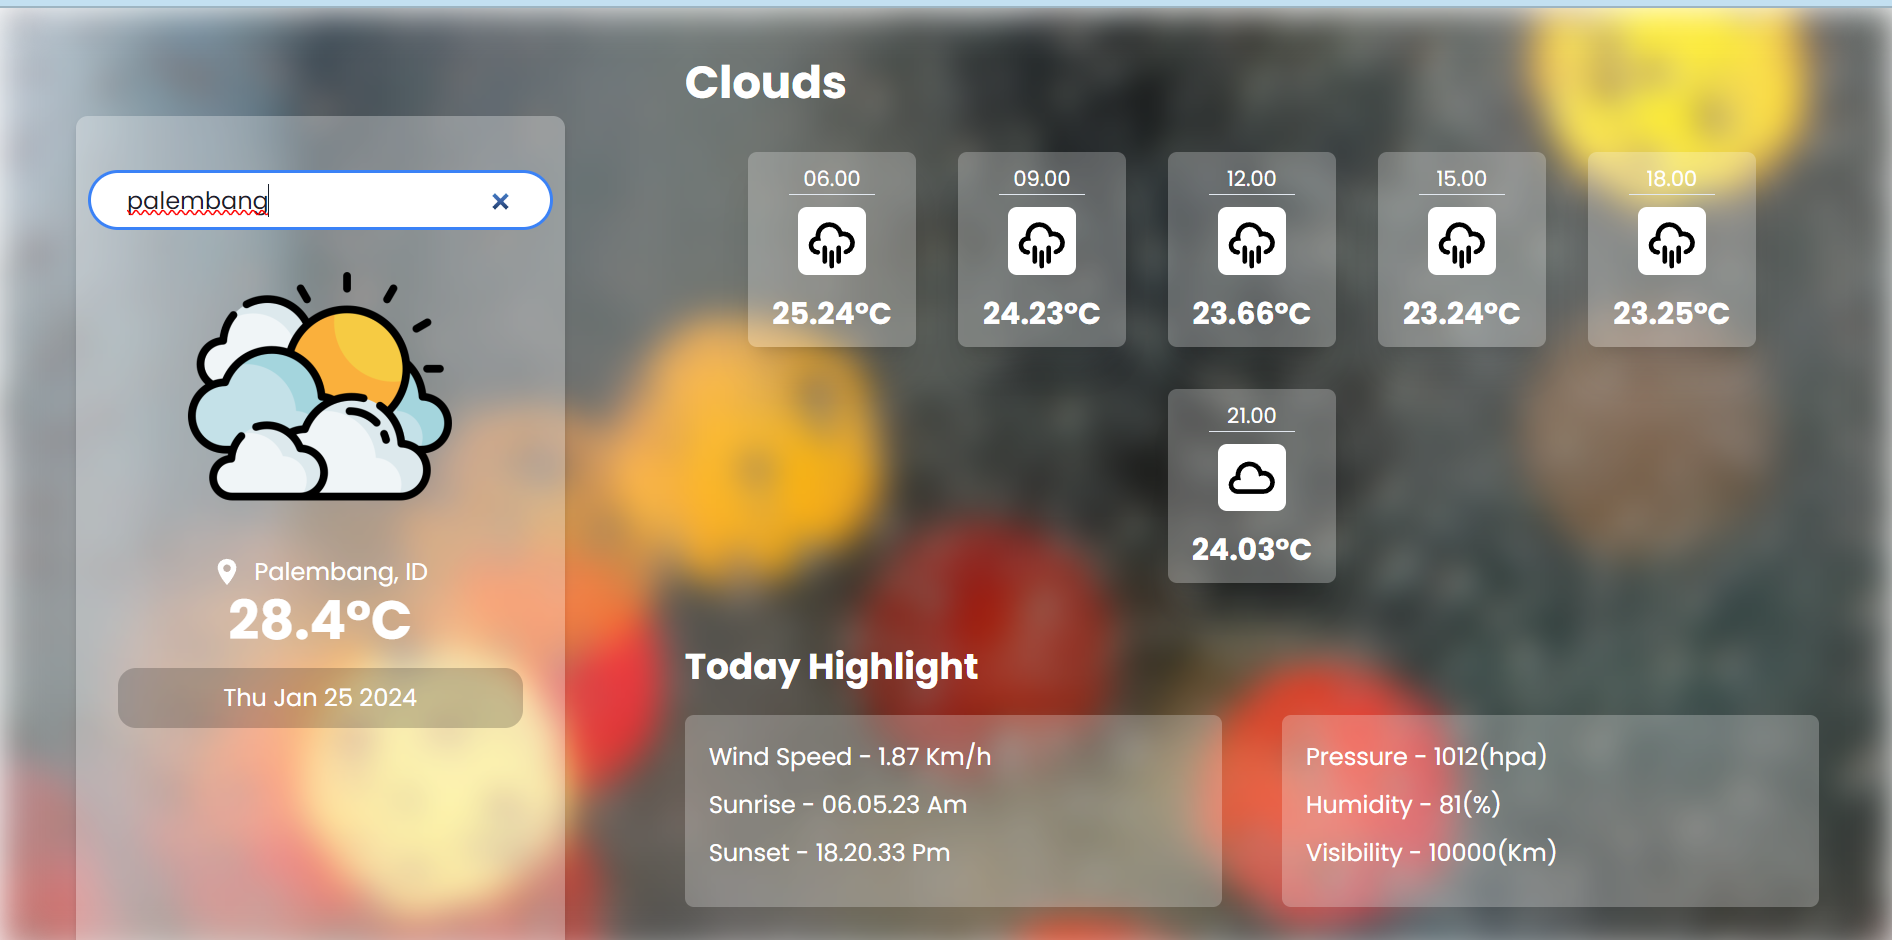 palembang
Palembang, ID
28.4°C
Thu Jan 25 2024
Clouds
06.00
25.24°C
09.00
24.23°C
12.00
23.66°C
15.00
23.24°C
18.00
23.25°C
21.00
24.03°C
Today Highlight
Wind Speed - 1.87 Km/h
Sunrise - 06.05.23 Am
Sunset - 18.20.33 Pm
Pressure - 1012(hpa)
Humidity - 81(%)
Visibility - 10000(Km)